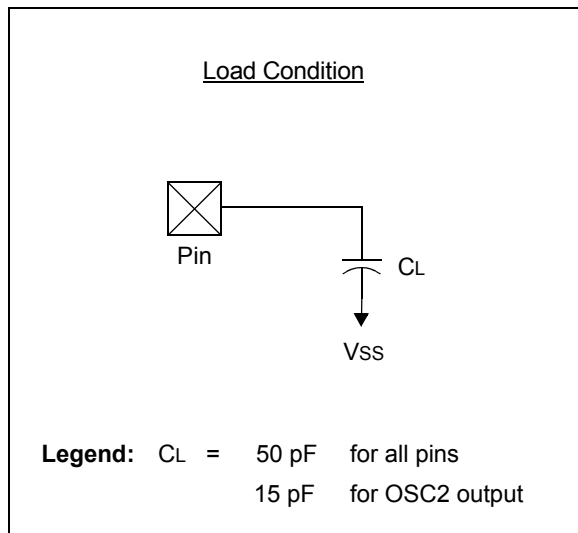 Load Condition
Pin
CL
VSS
Legend: CL = 50 pF for all pins
15 pF for OSC2 output